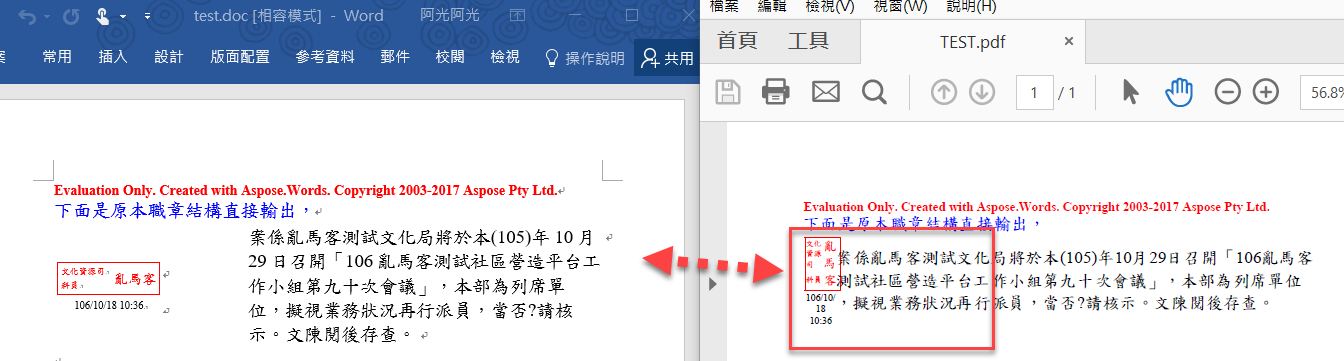 test.doc [相容模式] - Word
阿光阿光
常用 插入 設計 版面配置 參考資料 郵件 校閱 檢視 操作說明 共用
Evaluation Only. Created with Aspose.Words. Copyright 2003-2017 Aspose Pty Ltd.
下面是原本職章結構直接輸出，
文化資源司
科員
亂馬客
106/10/18 10:36
案係亂馬客測試文化局將於本(105)年 10 月
29 日召開「106 亂馬客測試社區營造平台工
作小組第九十次會議」，本部為列席單
位，擬視業務狀況再行派員，當否?請核
示。文陳閱後存查。
檔案 編輯 檢視(V) 視窗(W) 說明(H)
首頁 工具 TEST.pdf ×
1 / 1 56.8%
Evaluation Only. Created with Aspose.Words. Copyright 2003-2017 Aspose Pty Ltd.
下面是原本職章結構直接輸出，
文化
資源
司
科員
亂
馬
客
106/10/
18
10:36
案係亂馬客測試文化局將於本(105)年10月29日召開「106亂馬客
測試社區營造平台工作小組第九十次會議」，本部為列席單位
，擬視業務狀況再行派員，當否?請核示。文陳閱後存查。